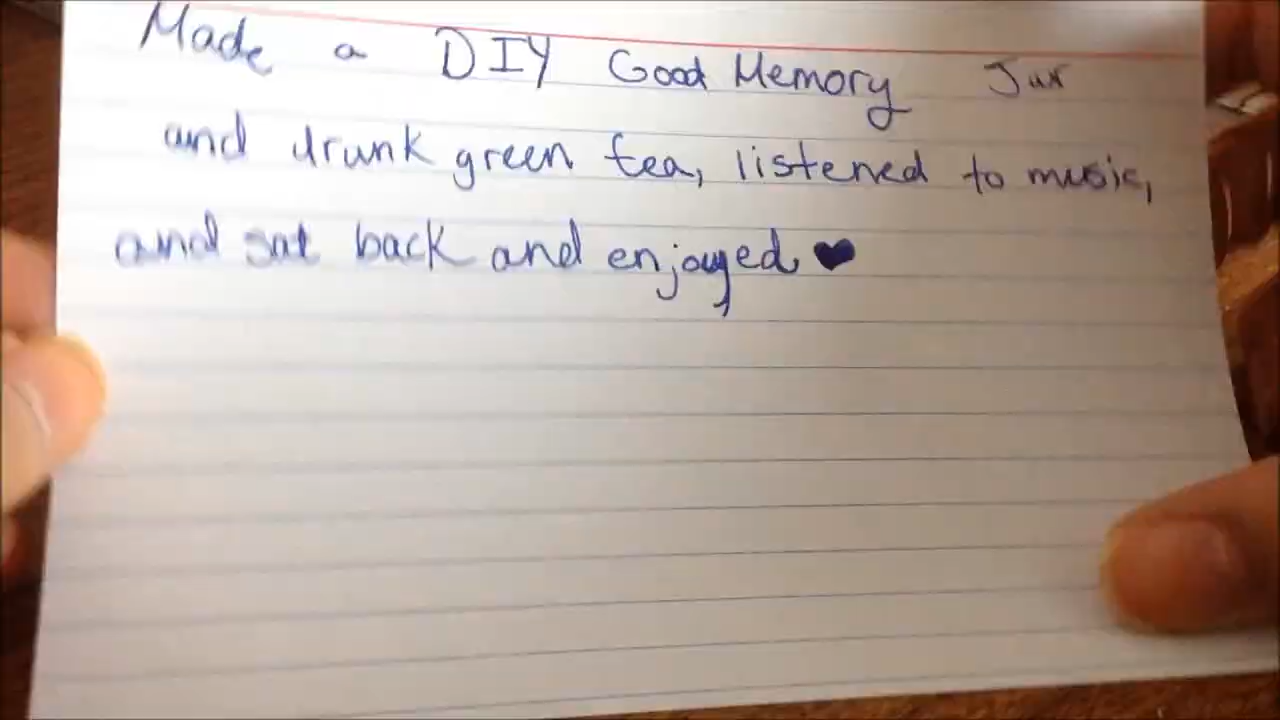 Made a DIY Good Memory Jar
and drunk green tea, listened to music,
and sat back and enjoyed ♥